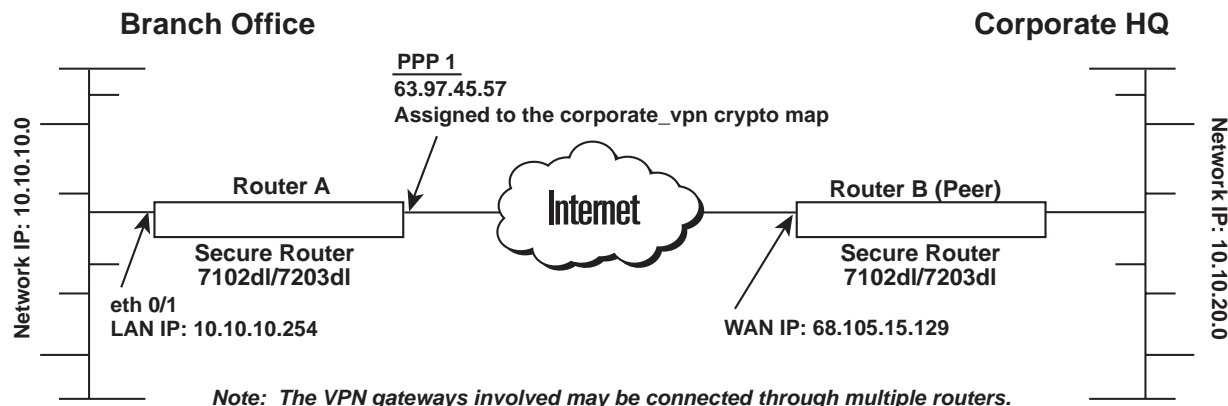 Branch Office
Corporate HQ
PPP 1
63.97.45.57
Assigned to the corporate_vpn crypto map
Network IP: 10.10.10.0
Router A
Secure Router
7102dl/7203dl
eth 0/1
LAN IP: 10.10.10.254
Internet
Router B (Peer)
Secure Router
7102dl/7203dl
WAN IP: 68.105.15.129
Network IP: 10.10.20.0
Note: The VPN gateways involved may be connected through multiple routers.